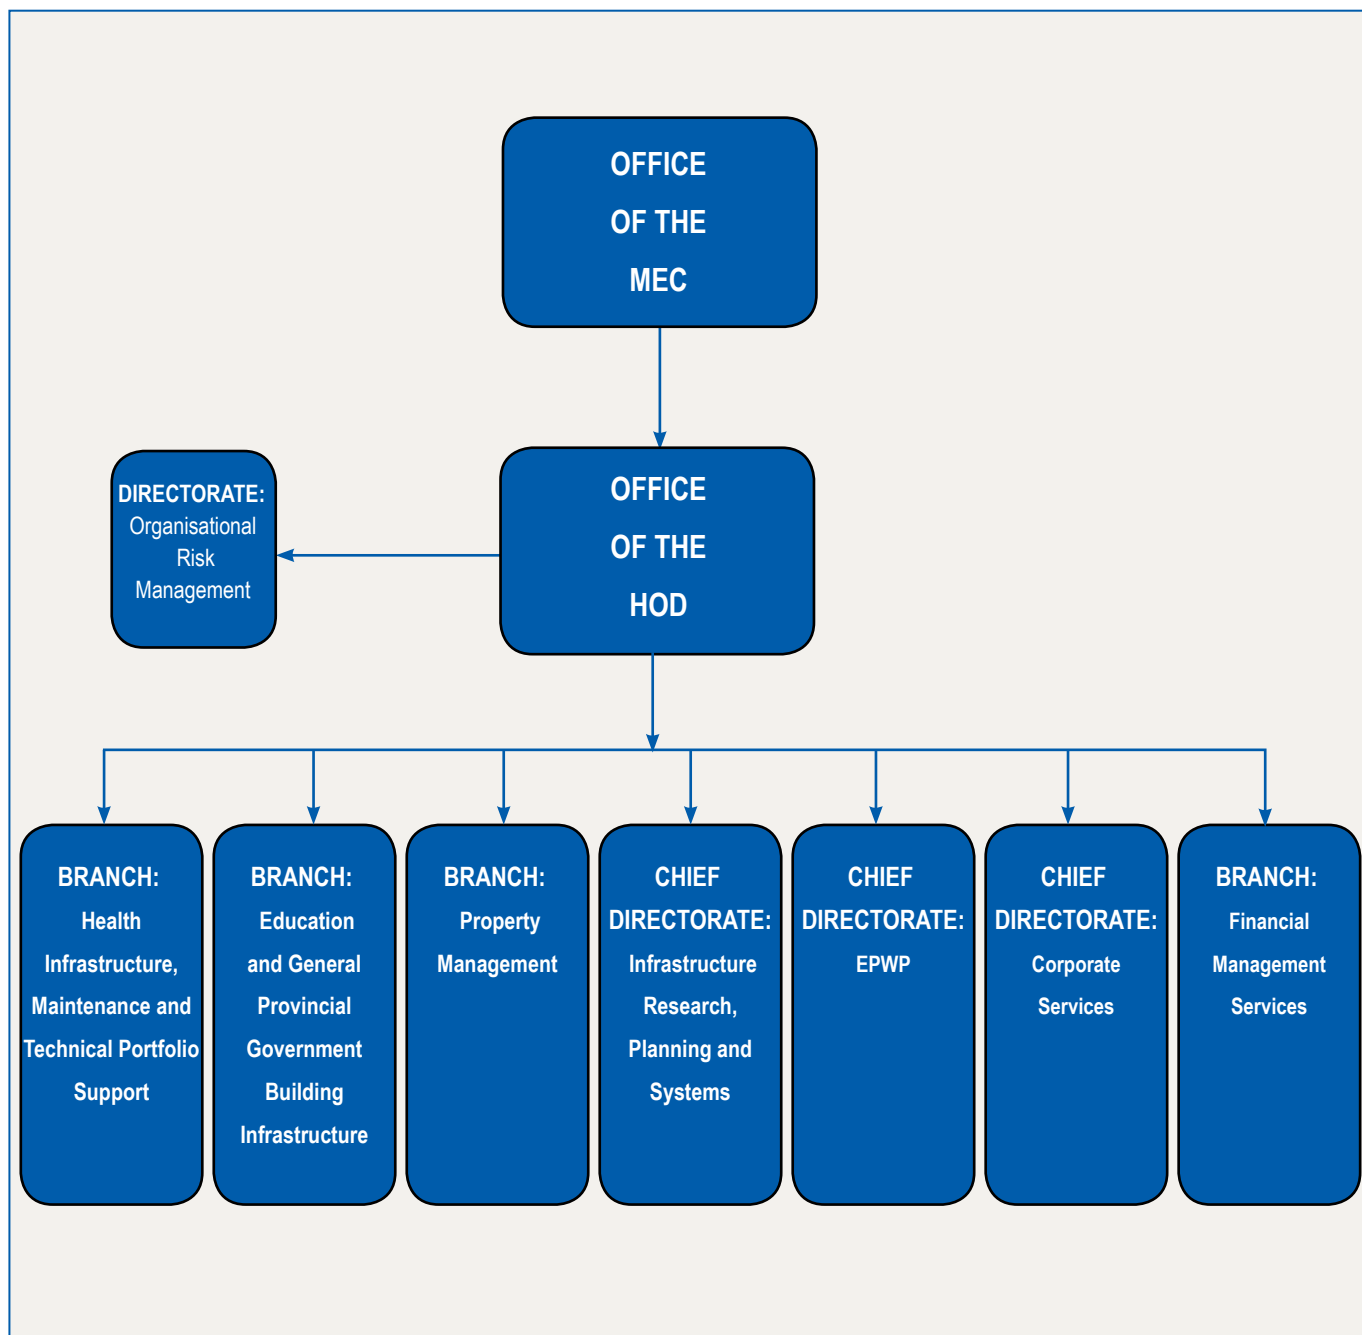 OFFICE
OF THE
MEC
DIRECTORATE:
Organisational
Risk
Management
OFFICE
OF THE
HOD
BRANCH:
Health
Infrastructure,
Maintenance and
Technical Portfolio
Support
BRANCH:
Education
and General
Provincial
Government
Building
Infrastructure
BRANCH:
Property
Management
CHIEF
DIRECTORATE:
Infrastructure
Research,
Planning and
Systems
CHIEF
DIRECTORATE:
EPWP
CHIEF
DIRECTORATE:
Corporate
Services
BRANCH:
Financial
Management
Services